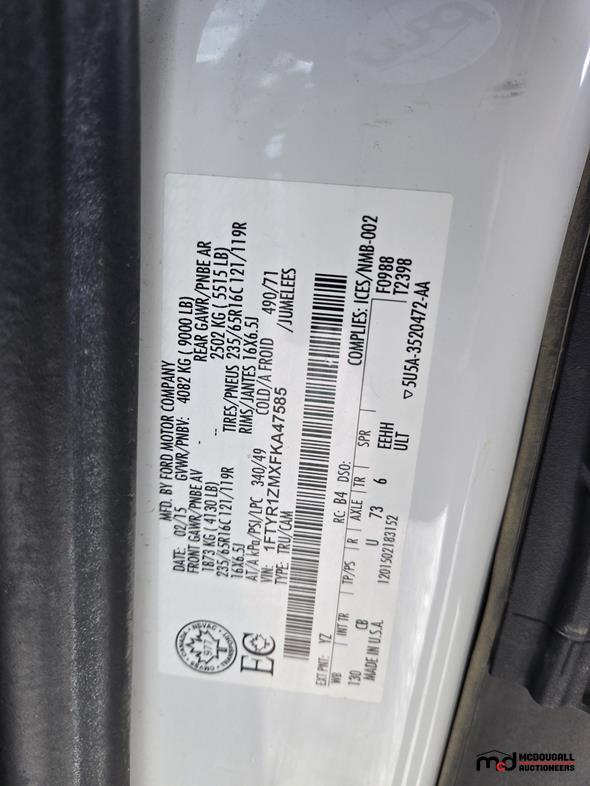 MFD. BY FORD MOTOR COMPANY
DATE: 02/15 GVWR/PNBV: 4082 KG ( 9000 LB)
FRONT GAWR/PNBE AV REAR GAWR/PNBE AR
1873 KG (4130 LB) 2502 KG ( 5515 LB)
235/65R16C 121/119R TIRES/PNEUS 235/65R16C 121/119R
16X6.5J RIMS/JANTES 16X6.5J
AT/A kPa/PSI/LPC 340/49 COLD/A FROID 490/71
VIN: 1FTYR1ZMXFKA47585 /JUMELEES
TYPE: TRU/CAM
EC
EXT PNT: YZ RC: B4 DSO: COMPLIES: ICES/NMB-002
WB INT TR TP/PS R AXLE TR SPR F0988
130 CB U 73 6 EEHH T2398
MADE IN U.S.A. ULT
1201502183152 ▽5U5A-3520472-AA
McDOUGALL
AUCTIONEERS